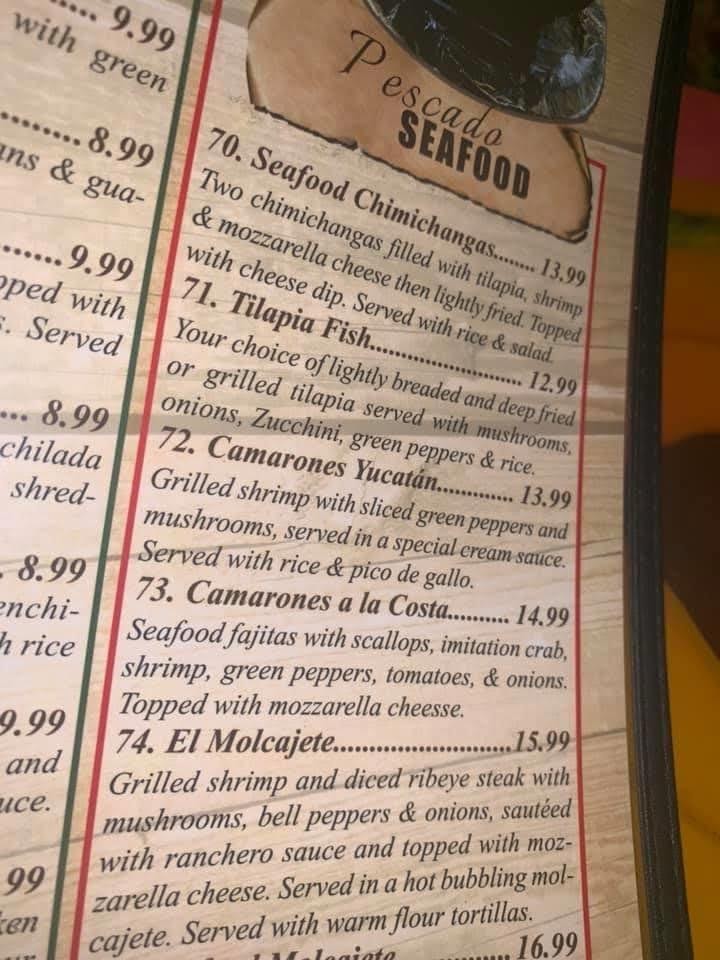 ..... 9.99
with green
........ 8.99
& gua-
...... 9.99
with
Served
... 8.99
shred-
. 8.99
rice
9.99
and
99
Pescado
SEAFOOD
70. Seafood Chimichangas........ 13.99
Two chimichangas filled with tilapia, shrimp
& mozzarella cheese then lightly fried. Topped
with cheese dip. Served with rice & salad.
71. Tilapia Fish............................ 12.99
Your choice of lightly breaded and deep fried
or grilled tilapia served with mushrooms,
onions, Zucchini, green peppers & rice.
72. Camarones Yucatán............. 13.99
Grilled shrimp with sliced green peppers and
mushrooms, served in a special cream sauce.
Served with rice & pico de gallo.
73. Camarones a la Costa.......... 14.99
Seafood fajitas with scallops, imitation crab,
shrimp, green peppers, tomatoes, & onions.
Topped with mozzarella cheesse.
74. El Molcajete..........................15.99
Grilled shrimp and diced ribeye steak with
mushrooms, bell peppers & onions, sautéed
with ranchero sauce and topped with moz-
zarella cheese. Served in a hot bubbling mol-
cajete. Served with warm flour tortillas.
Molcajete............... 16.99